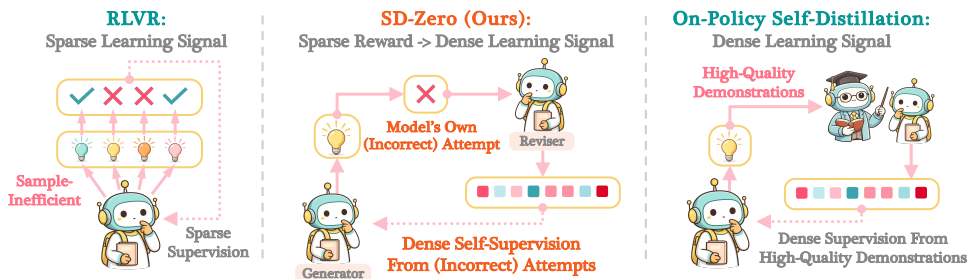 RLVR:
Sparse Learning Signal
Sample-
Inefficient
Sparse
Supervision
SD-Zero (Ours):
Sparse Reward -> Dense Learning Signal
Model's Own
(Incorrect) Attempt
Reviser
Generator
Dense Self-Supervision
From (Incorrect) Attempts
On-Policy Self-Distillation:
Dense Learning Signal
High-Quality
Demonstrations
Dense Supervision From
High-Quality Demonstrations